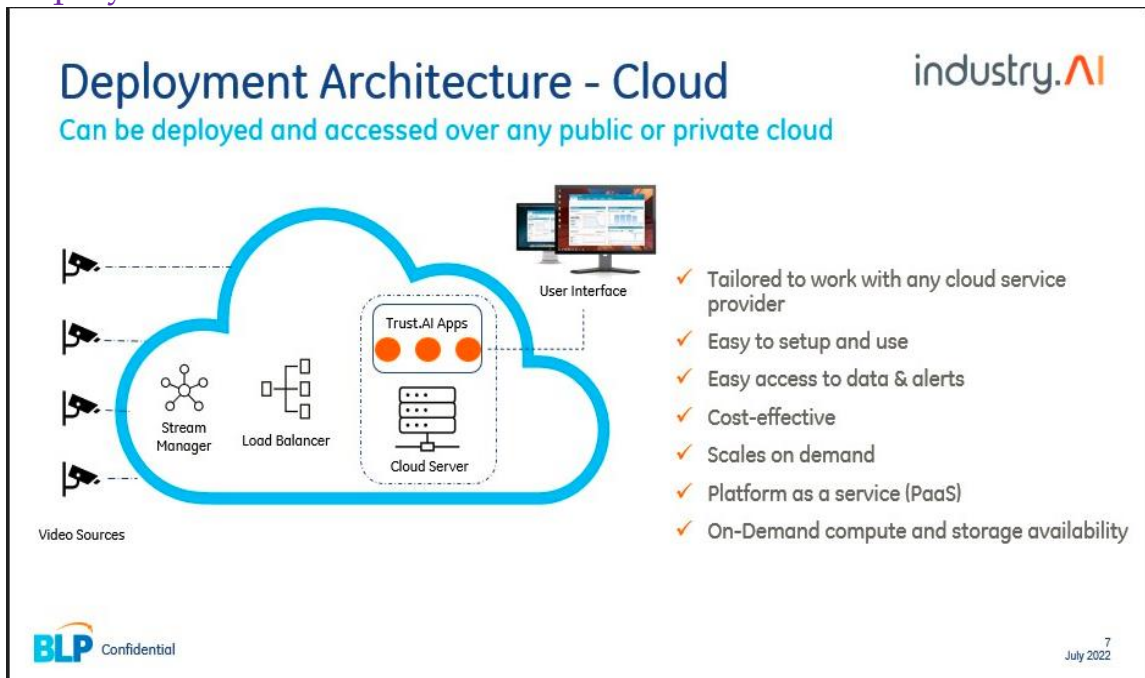 Deployment Architecture - Cloud
industry.AI
Can be deployed and accessed over any public or private cloud
User Interface
Trust.AI Apps
Stream
Manager
Load Balancer
Cloud Server
Video Sources
✓ Tailored to work with any cloud service
provider
✓ Easy to setup and use
✓ Easy access to data & alerts
✓ Cost-effective
✓ Scales on demand
✓ Platform as a service (PaaS)
✓ On-Demand compute and storage availability
BLP Confidential
7
July 2022